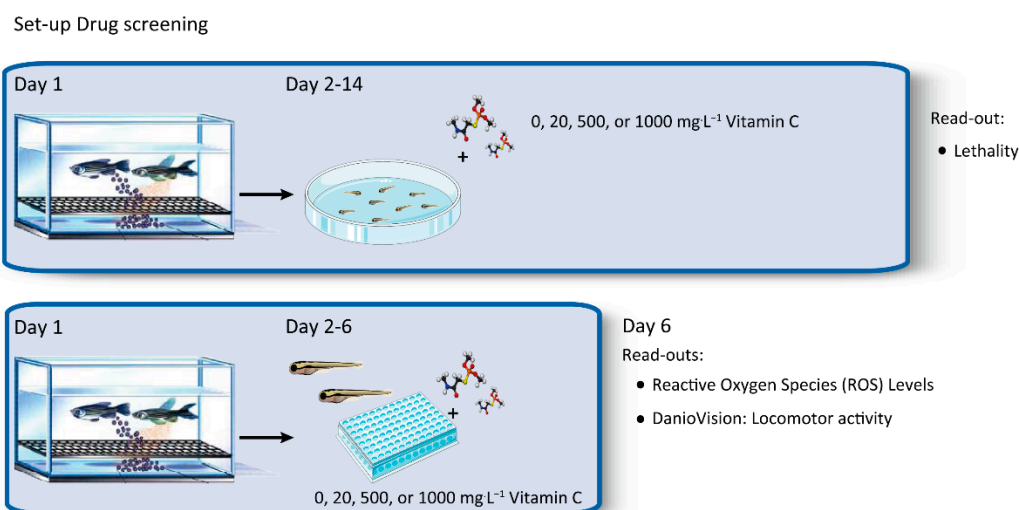 Set-up Drug screening
Day 1
Day 2-14
0, 20, 500, or 1000 mg·L⁻¹ Vitamin C
+
Read-out:
• Lethality
Day 1
Day 2-6
+
0, 20, 500, or 1000 mg·L⁻¹ Vitamin C
Day 6
Read-outs:
• Reactive Oxygen Species (ROS) Levels
• DanioVision: Locomotor activity